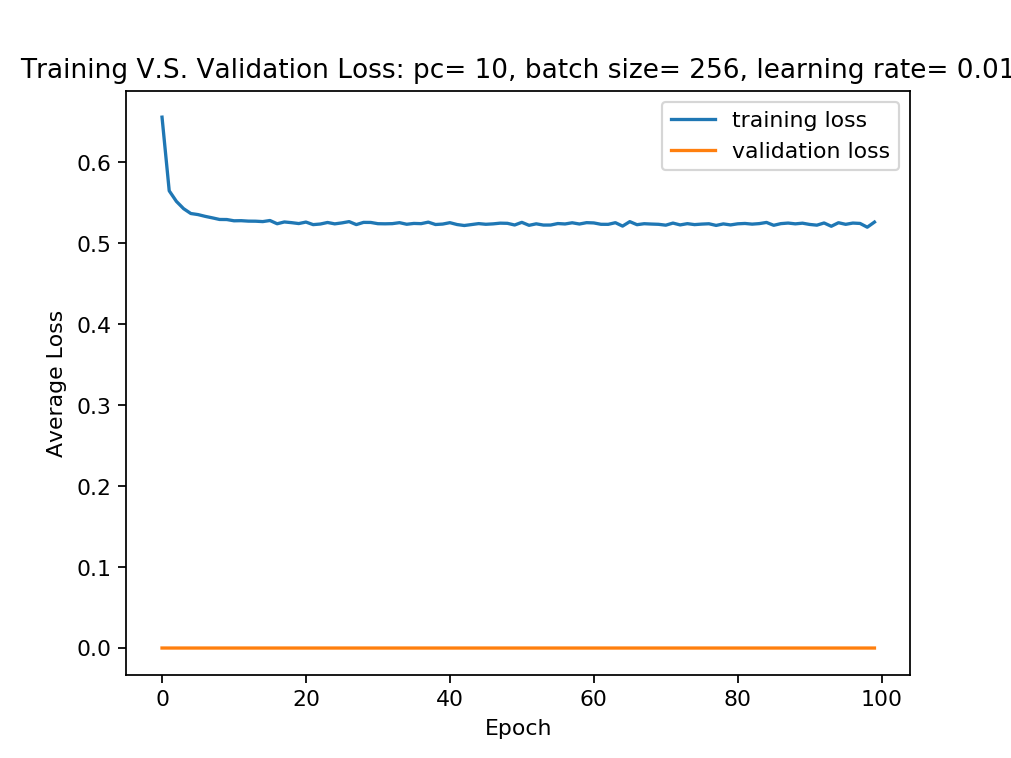 Training V.S. Validation Loss: pc= 10, batch size= 256, learning rate= 0.01
training loss
validation loss
0.6
0.5
0.4
0.3
0.2
0.1
0.0
Average Loss
0 20 40 60 80 100
Epoch